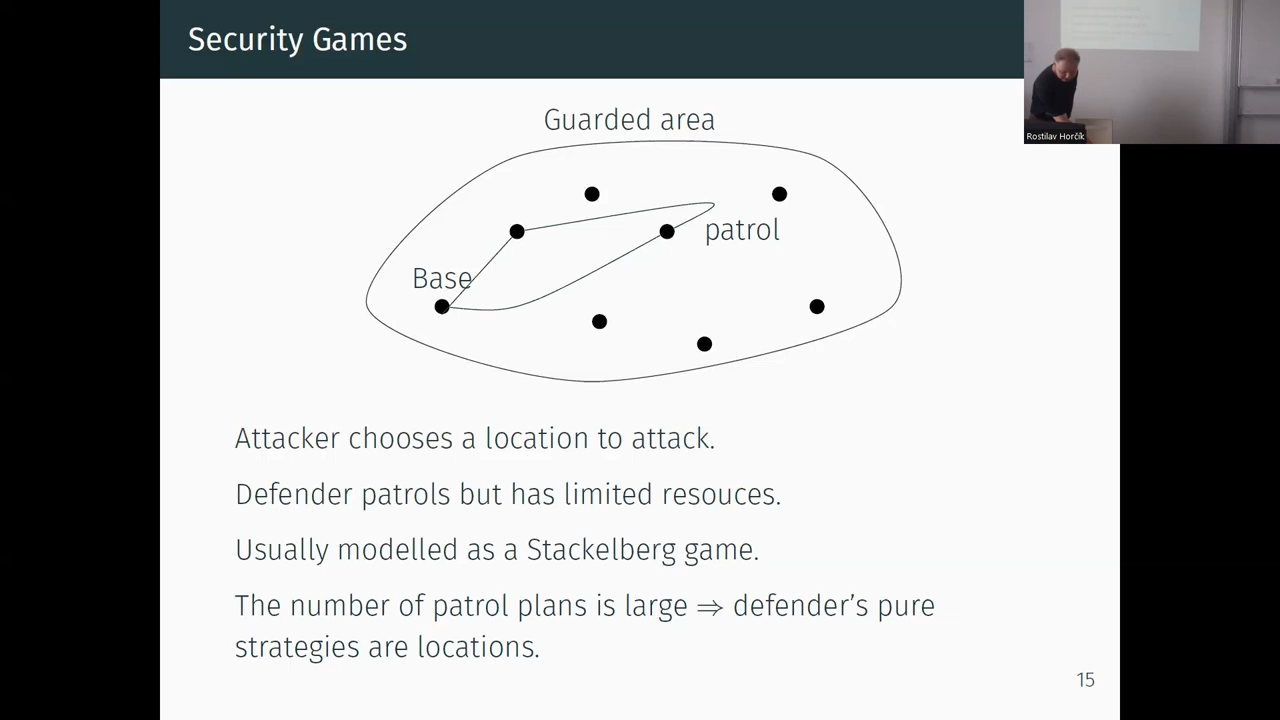 Security Games
Rostilav Horčík
Guarded area
patrol
Base
Attacker chooses a location to attack.
Defender patrols but has limited resouces.
Usually modelled as a Stackelberg game.
The number of patrol plans is large ⇒ defender’s pure
strategies are locations.
15